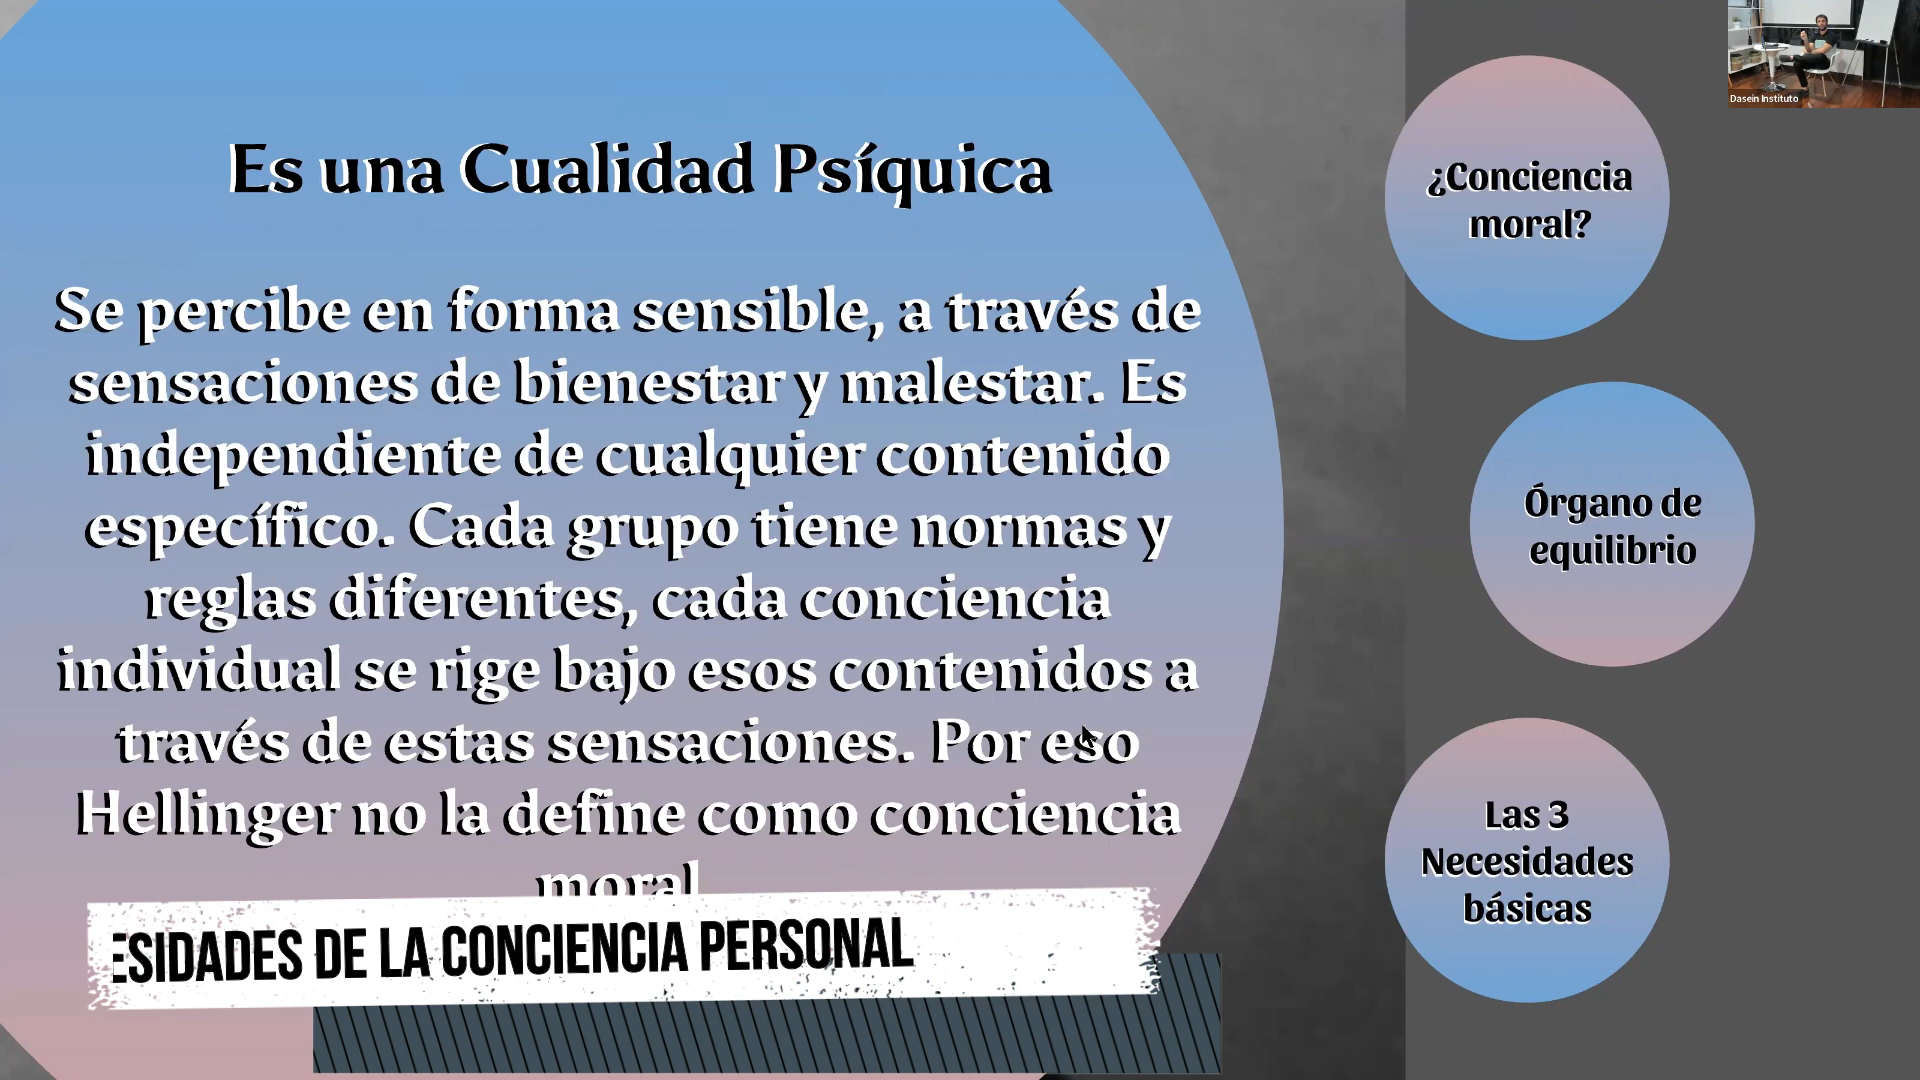 Es una Cualidad Psíquica
Se percibe en forma sensible, a través de
sensaciones de bienestar y malestar. Es
independiente de cualquier contenido
específico. Cada grupo tiene normas y
reglas diferentes, cada conciencia
individual se rige bajo esos contenidos a
través de estas sensaciones. Por eso
Hellinger no la define como conciencia
moral
ESIDADES DE LA CONCIENCIA PERSONAL
¿Conciencia
moral?
Órgano de
equilibrio
Las 3
Necesidades
básicas
Dasein Instituto